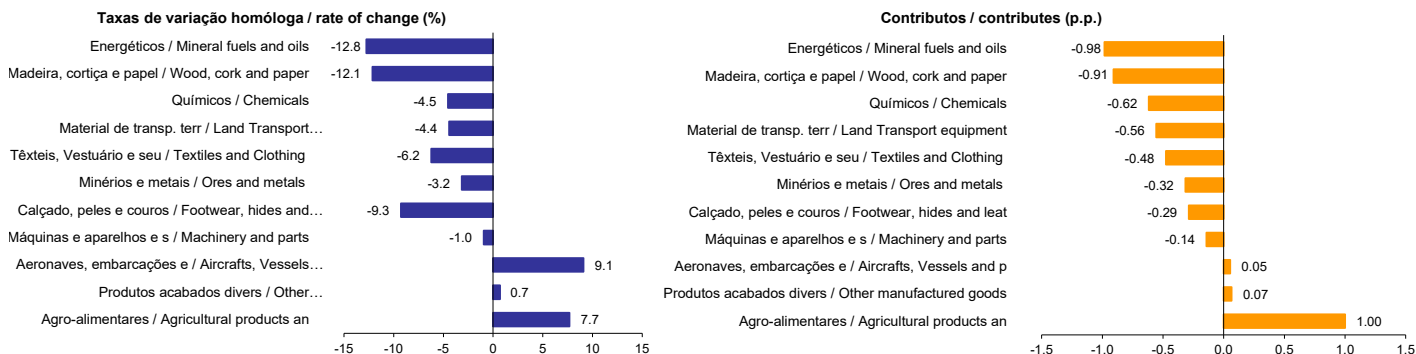 Taxas de variação homóloga / rate of change (%)
Energéticos / Mineral fuels and oils
-12.8
Madeira, cortiça e papel / Wood, cork and paper
-12.1
Químicos / Chemicals
-4.5
Material de transp. terr / Land Transport…
-4.4
Têxteis, Vestuário e seu / Textiles and Clothing
-6.2
Minérios e metais / Ores and metals
-3.2
Calçado, peles e couros / Footwear, hides and…
-9.3
Máquinas e aparelhos e s / Machinery and parts
-1.0
Aeronaves, embarcações e / Aircrafts, Vessels…
9.1
Produtos acabados divers / Other…
0.7
Agro-alimentares / Agricultural products an
7.7
-15 -10 -5 0 5 10 15
Contributos / contributes (p.p.)
Energéticos / Mineral fuels and oils
-0.98
Madeira, cortiça e papel / Wood, cork and paper
-0.91
Químicos / Chemicals
-0.62
Material de transp. terr / Land Transport equipment
-0.56
Têxteis, Vestuário e seu / Textiles and Clothing
-0.48
Minérios e metais / Ores and metals
-0.32
Calçado, peles e couros / Footwear, hides and leat
-0.29
Máquinas e aparelhos e s / Machinery and parts
-0.14
Aeronaves, embarcações e / Aircrafts, Vessels and p
0.05
Produtos acabados divers / Other manufactured goods
0.07
Agro-alimentares / Agricultural products an
1.00
-1.5 -1.0 -0.5 0.0 0.5 1.0 1.5